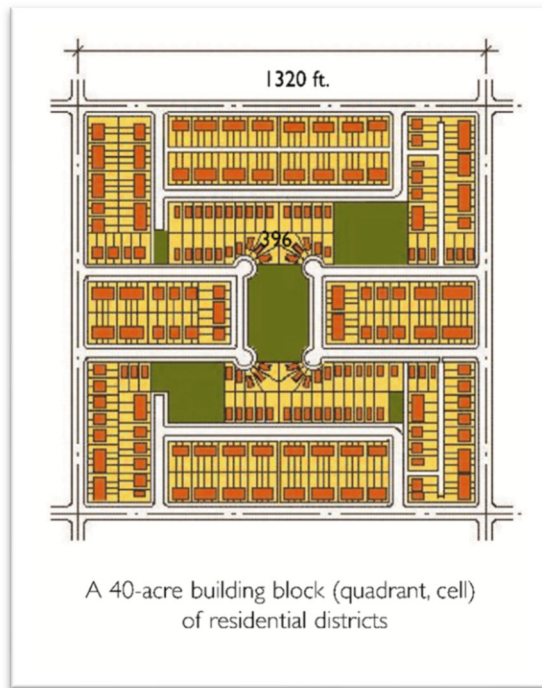 1320 ft.
396
A 40-acre building block (quadrant, cell)
of residential districts